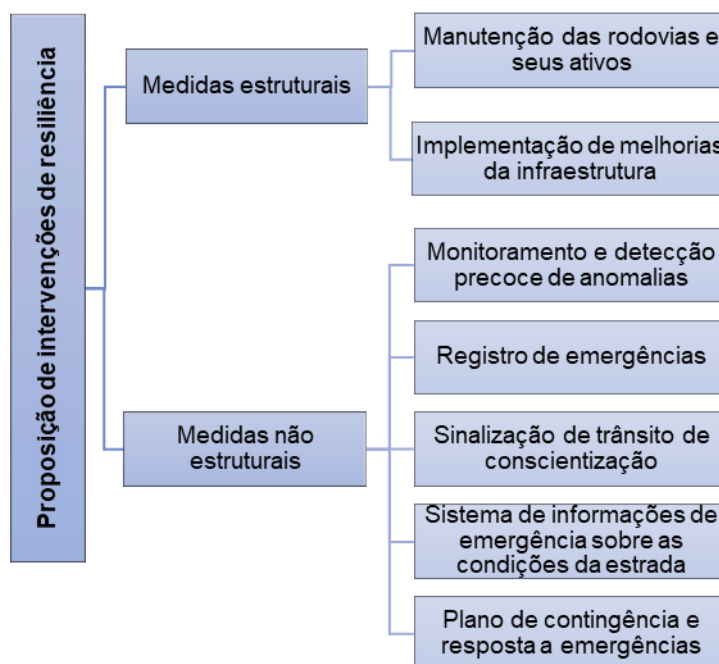 Proposição de intervenções de resiliência
Medidas estruturais
Manutenção das rodovias e
seus ativos
Implementação de melhorias
da infraestrutura
Medidas não
estruturais
Monitoramento e detecção
precoce de anomalias
Registro de emergências
Sinalização de trânsito de
conscientização
Sistema de informações de
emergência sobre as
condições da estrada
Plano de contingência e
resposta a emergências